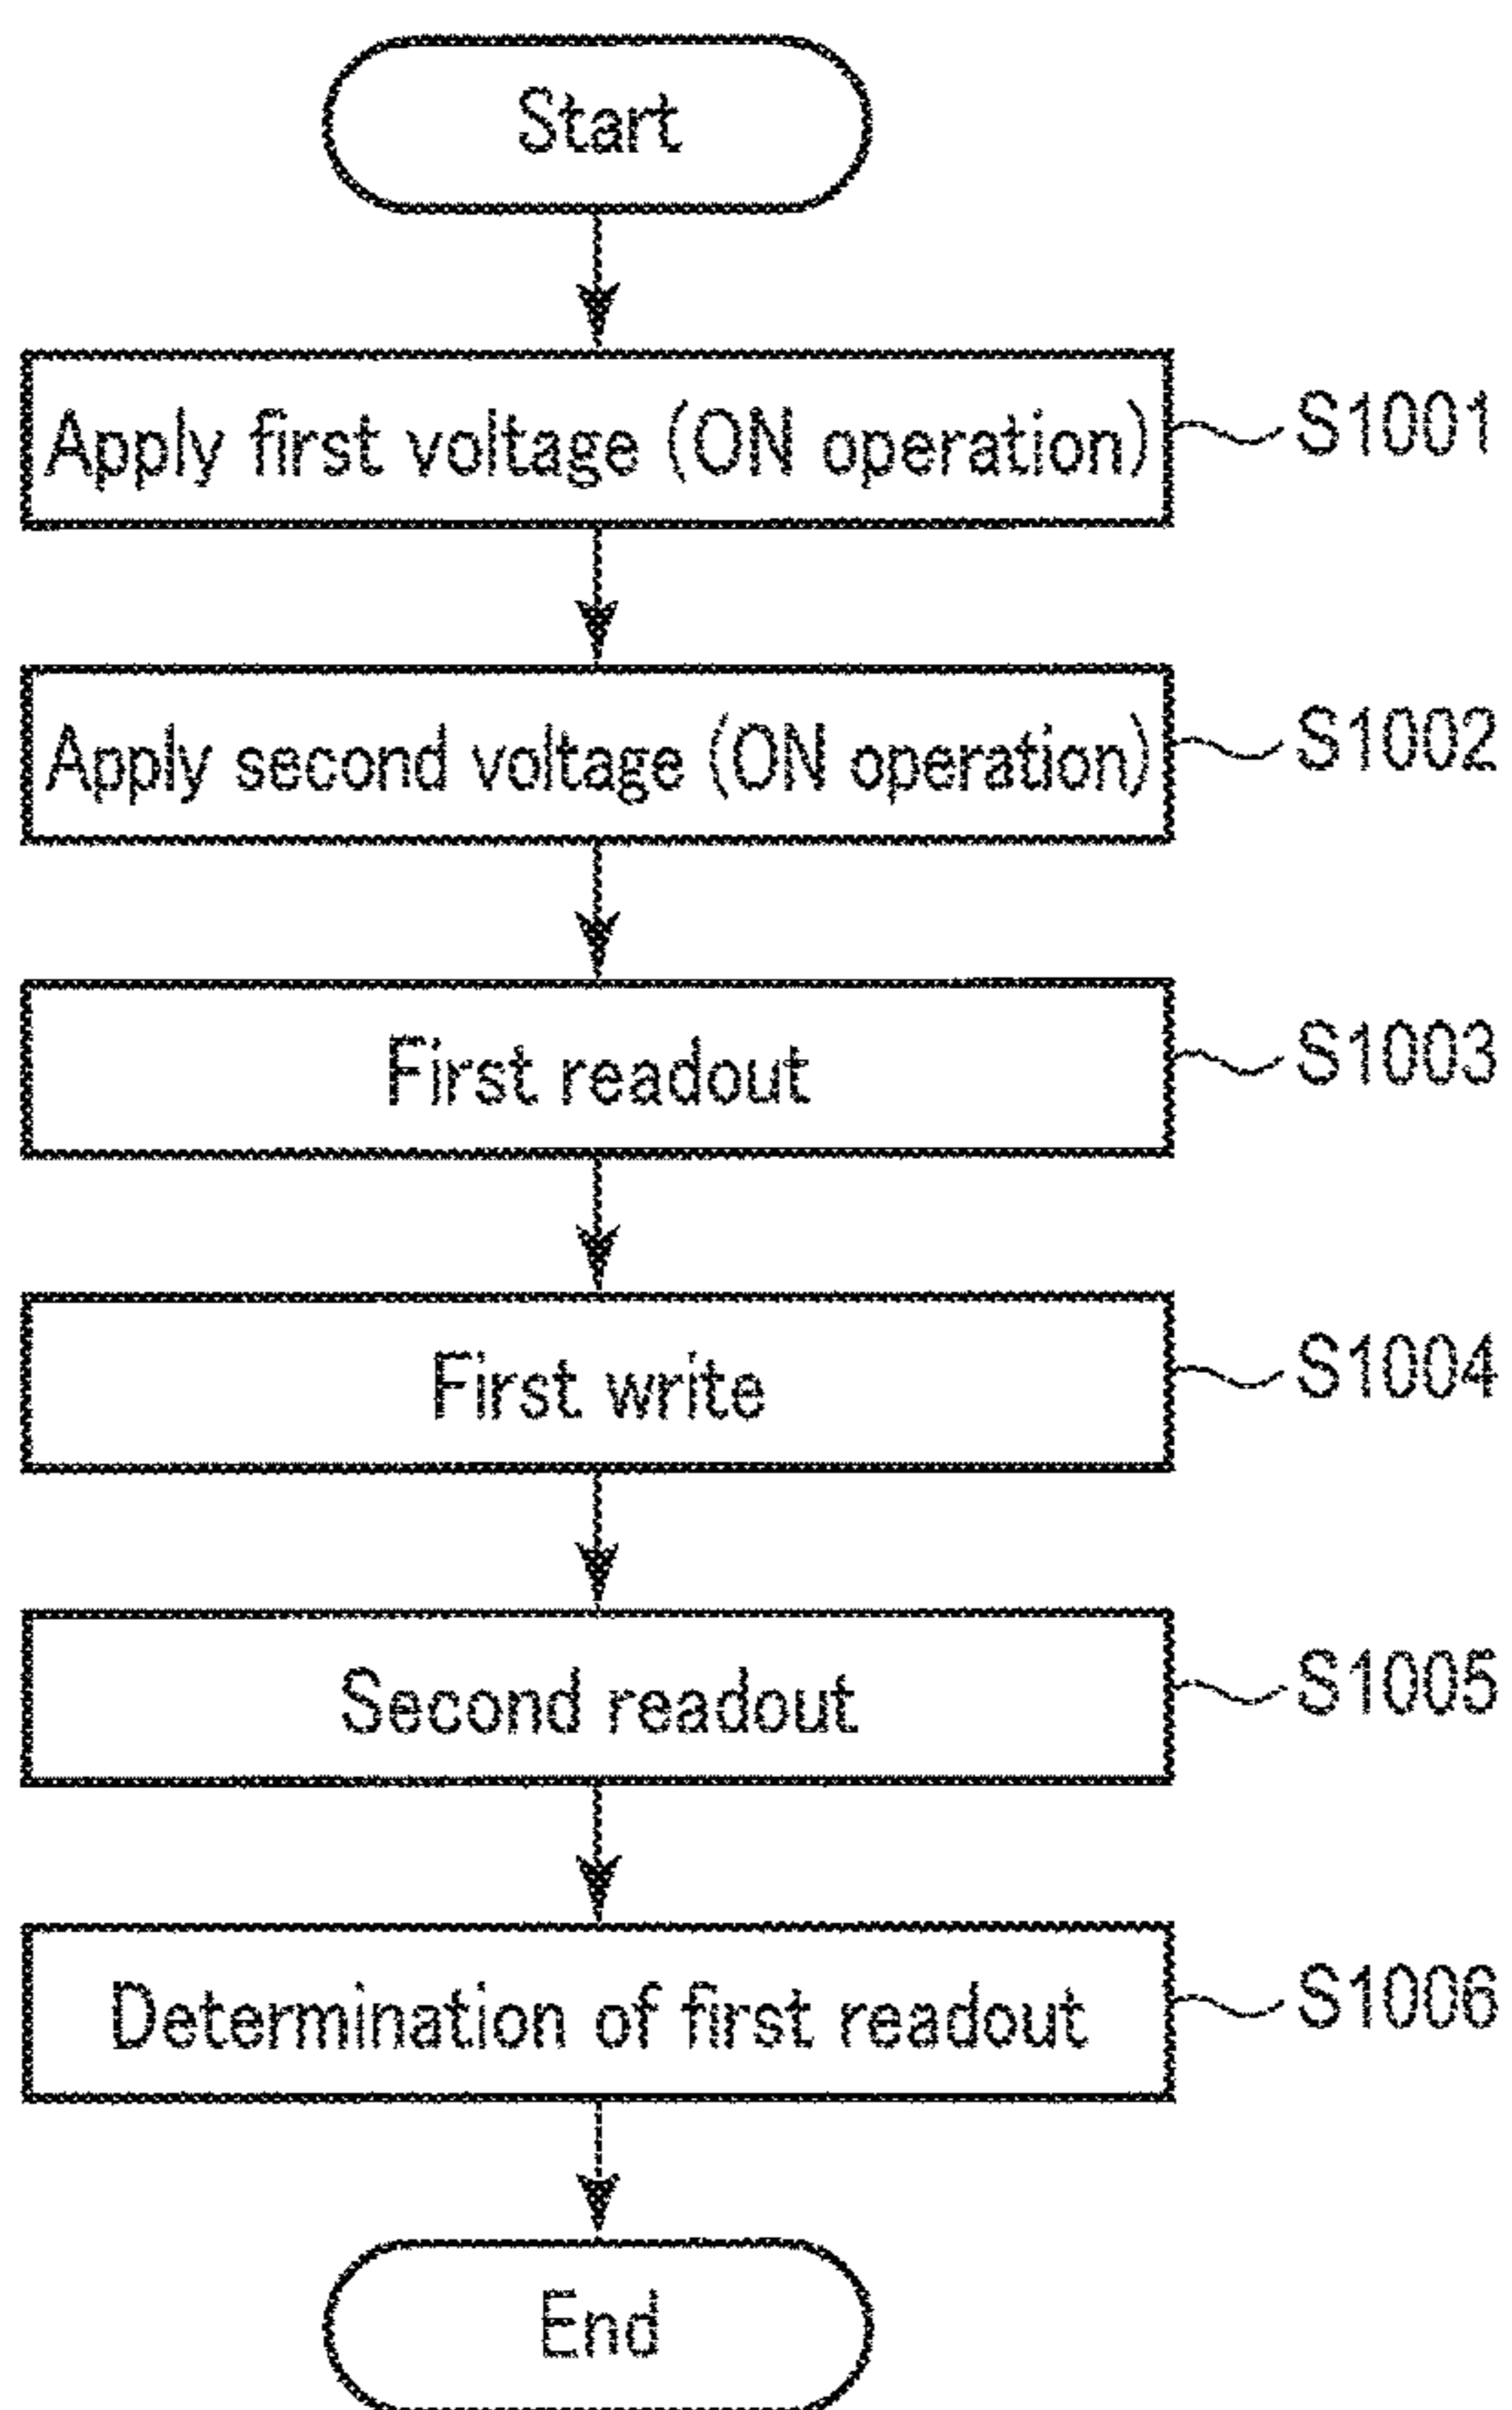 Start
Apply first voltage (ON operation) S1001
Apply second voltage (ON operation) S1002
First readout S1003
First write S1004
Second readout S1005
Determination of first readout S1006
End